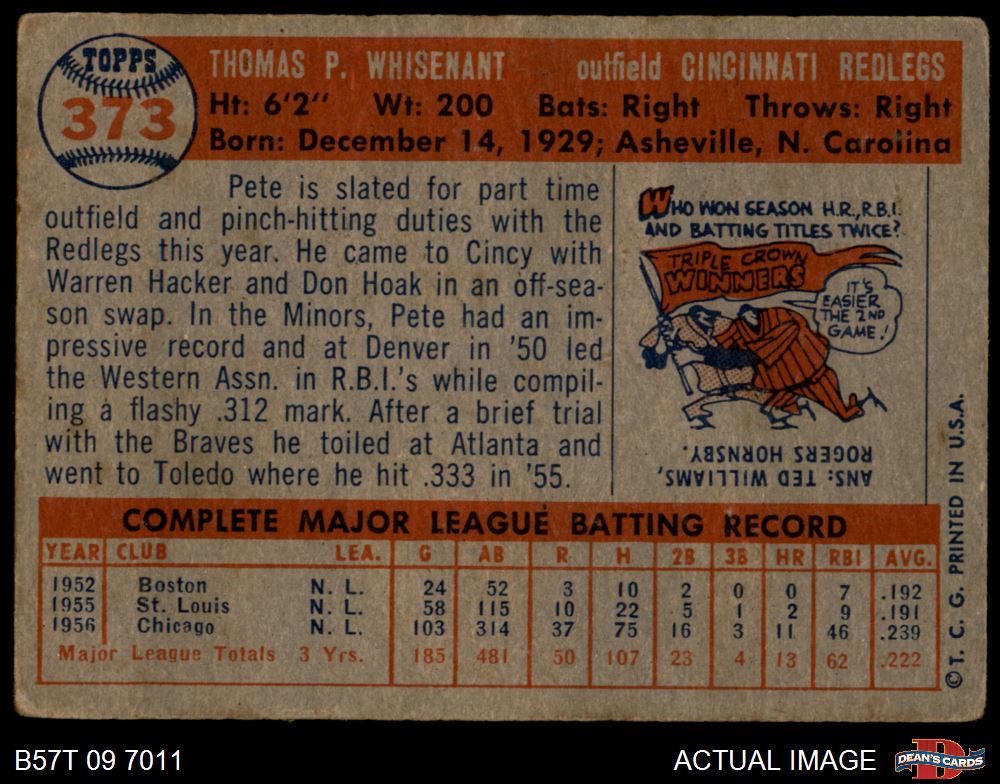 TOPPS
373
THOMAS P. WHISENANT outfield CINCINNATI REDLEGS
Ht: 6'2" Wt: 200 Bats: Right Throws: Right
Born: December 14, 1929; Asheville, N. Carolina
Pete is slated for part time
outfield and pinch-hitting duties with the
Redlegs this year. He came to Cincy with
Warren Hacker and Don Hoak in an off-sea-
son swap. In the Minors, Pete had an im-
pressive record and at Denver in '50 led
the Western Assn. in R.B.I.'s while compil-
ing a flashy .312 mark. After a brief trial
with the Braves he toiled at Atlanta and
went to Toledo where he hit .333 in '55.
WHO WON SEASON H.R., R.B.I.
AND BATTING TITLES TWICE?
TRIPLE CROWN
WINNERS
IT'S
EASIER
THE 2ND
GAME!
ANS: TED WILLIAMS,
ROGERS HORNSBY.
COMPLETE MAJOR LEAGUE BATTING RECORD
YEAR CLUB LEA. G AB R H 2B 3B HR RBI AVG.
1952 Boston N. L. 24 52 3 10 2 0 0 7 .192
1955 St. Louis N. L. 58 115 10 22 5 1 2 9 .191
1956 Chicago N. L. 103 314 37 75 16 3 11 46 .239
Major League Totals 3 Yrs. 185 481 50 107 23 4 13 62 .222
©T. C. G. PRINTED IN U.S.A.
B57T 09 7011
ACTUAL IMAGE
DEAN'S CARDS